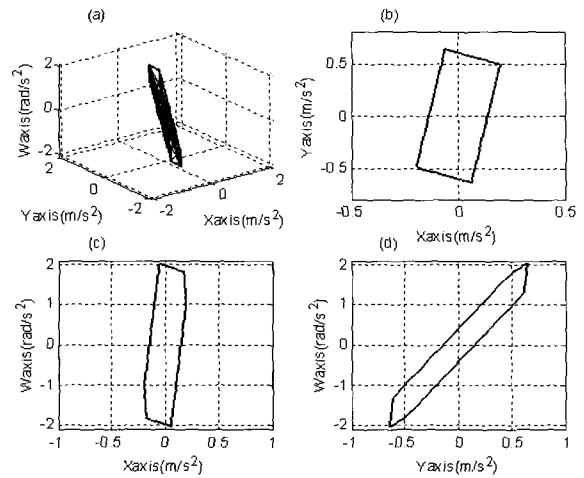 (a)
2
0
-2
Waxis(rad/s²)
2
0
-2
Yaxis(m/s²)
-2
0
2
Xaxis(m/s²)
(b)
0.5
0
-0.5
Yaxis(m/s²)
-0.5
0
0.5
Xaxis(m/s²)
(c)
2
1
0
-1
-2
Waxis(rad/s²)
-1
-0.5
0
0.5
1
Xaxis(m/s²)
(d)
2
1
0
-1
-2
Waxis(rad/s²)
-1
-0.5
0
0.5
1
Yaxis(m/s²)